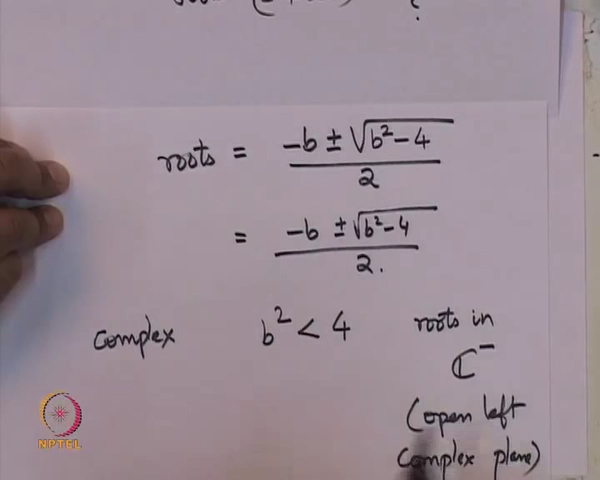 roots = -b ± √b²-4 / 2
= -b ± √b²-4 / 2.
complex b² < 4 roots in
ℂ⁻
(open left
complex plane)
NPTEL